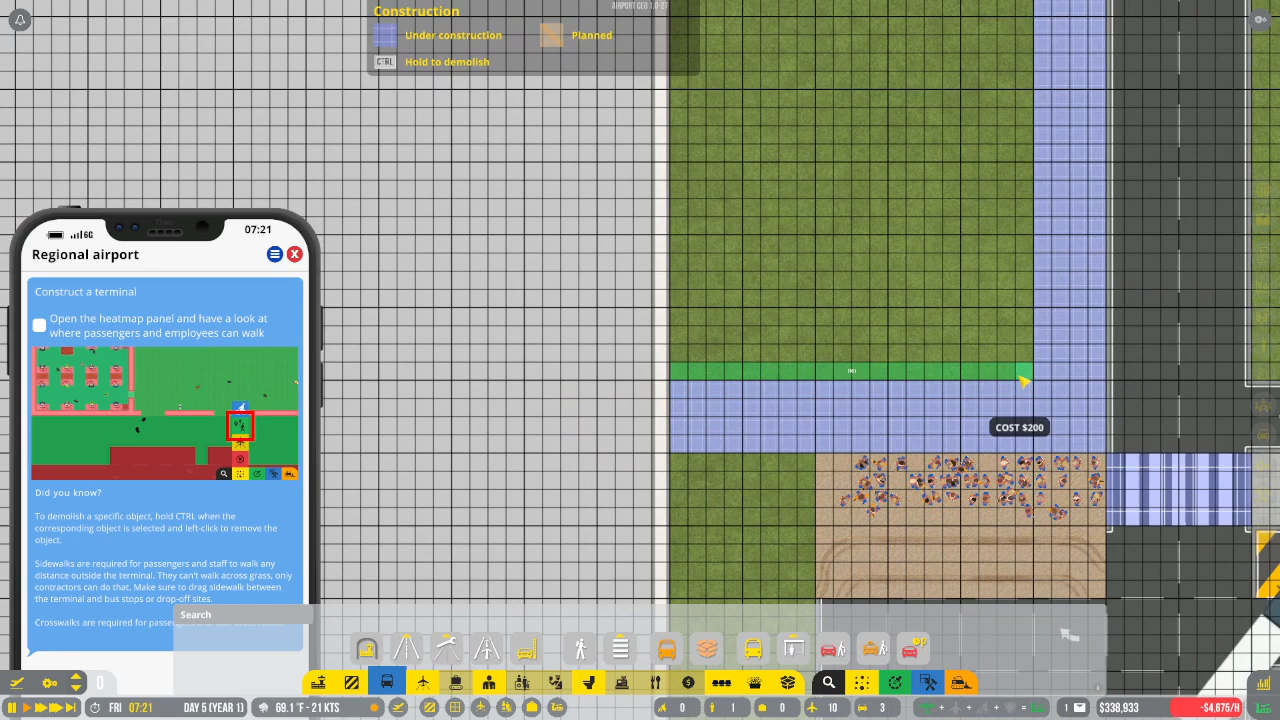 AIRPORT CEO 1.0-27
Construction
Under construction
Planned
CTRL
Hold to demolish
6G
07:21
Regional airport
Construct a terminal
Open the heatmap panel and have a look at
where passengers and employees can walk
Did you know?
To demolish a specific object, hold CTRL when the
corresponding object is selected and left-click to remove the
object.
Sidewalks are required for passengers and staff to walk any
distance outside the terminal. They can't walk across grass, only
contractors can do that. Make sure to drag sidewalk between
the terminal and bus stops or drop-off sites.
Crosswalks are required for
COST $200
Search
0
FRI 07:21
DAY 5 (YEAR 1)
69.1°F - 21 KTS
0
1
0
10
3
1
$338,933
-$4,675/H